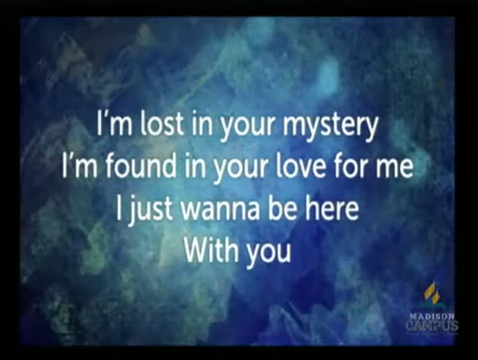 I'm lost in your mystery
I'm found in your love for me
I just wanna be here
With you
MADISON
CAMPUS